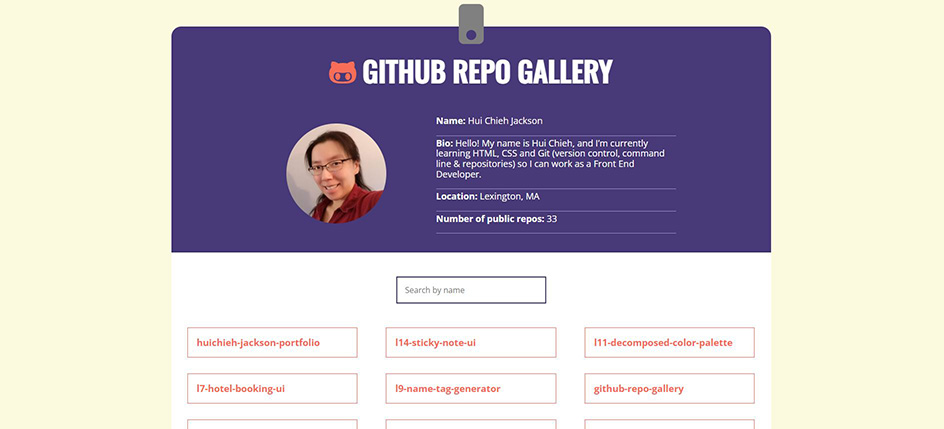 GITHUB REPO GALLERY
Name: Hui Chieh Jackson
Bio: Hello! My name is Hui Chieh, and I'm currently
learning HTML, CSS and Git (version control, command
line & repositories) so I can work as a Front End
Developer.
Location: Lexington, MA
Number of public repos: 33
Search by name
huichieh-jackson-portfolio
l14-sticky-note-ui
l11-decomposed-color-palette
l7-hotel-booking-ui
l9-name-tag-generator
github-repo-gallery